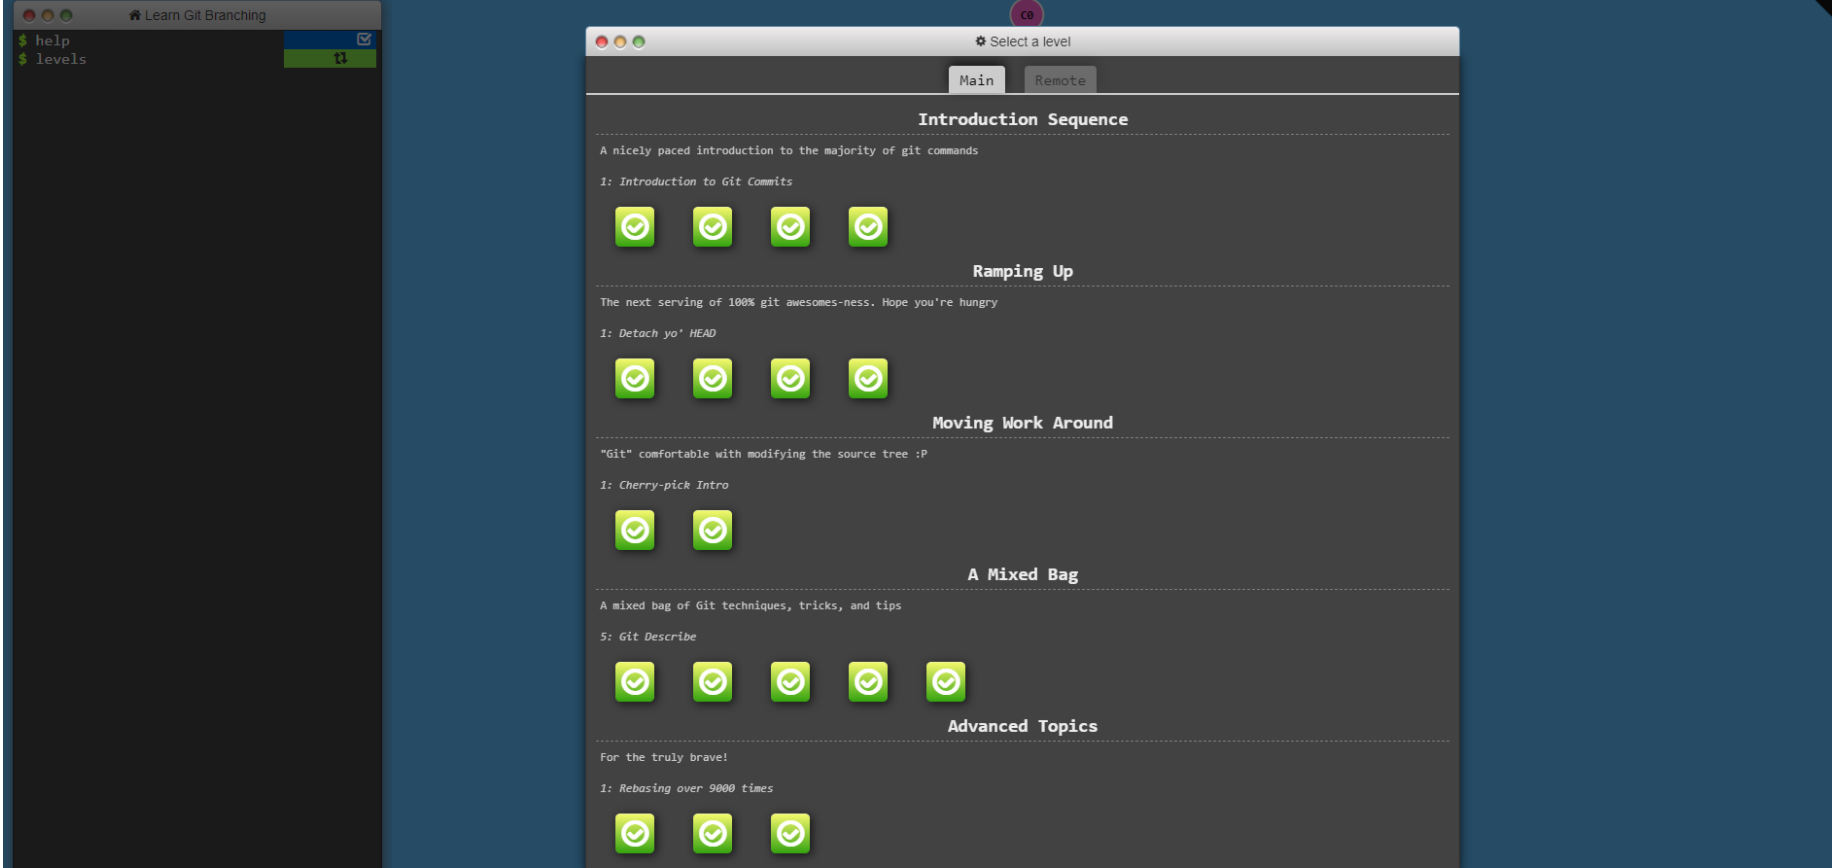 Learn Git Branching
$ help
$ levels
C0
Select a level
Main Remote
Introduction Sequence
A nicely paced introduction to the majority of git commands
1: Introduction to Git Commits
Ramping Up
The next serving of 100% git awesomes-ness. Hope you're hungry
1: Detach yo' HEAD
Moving Work Around
"Git" comfortable with modifying the source tree :P
1: Cherry-pick Intro
A Mixed Bag
A mixed bag of Git techniques, tricks, and tips
5: Git Describe
Advanced Topics
For the truly brave!
1: Rebasing over 9000 times